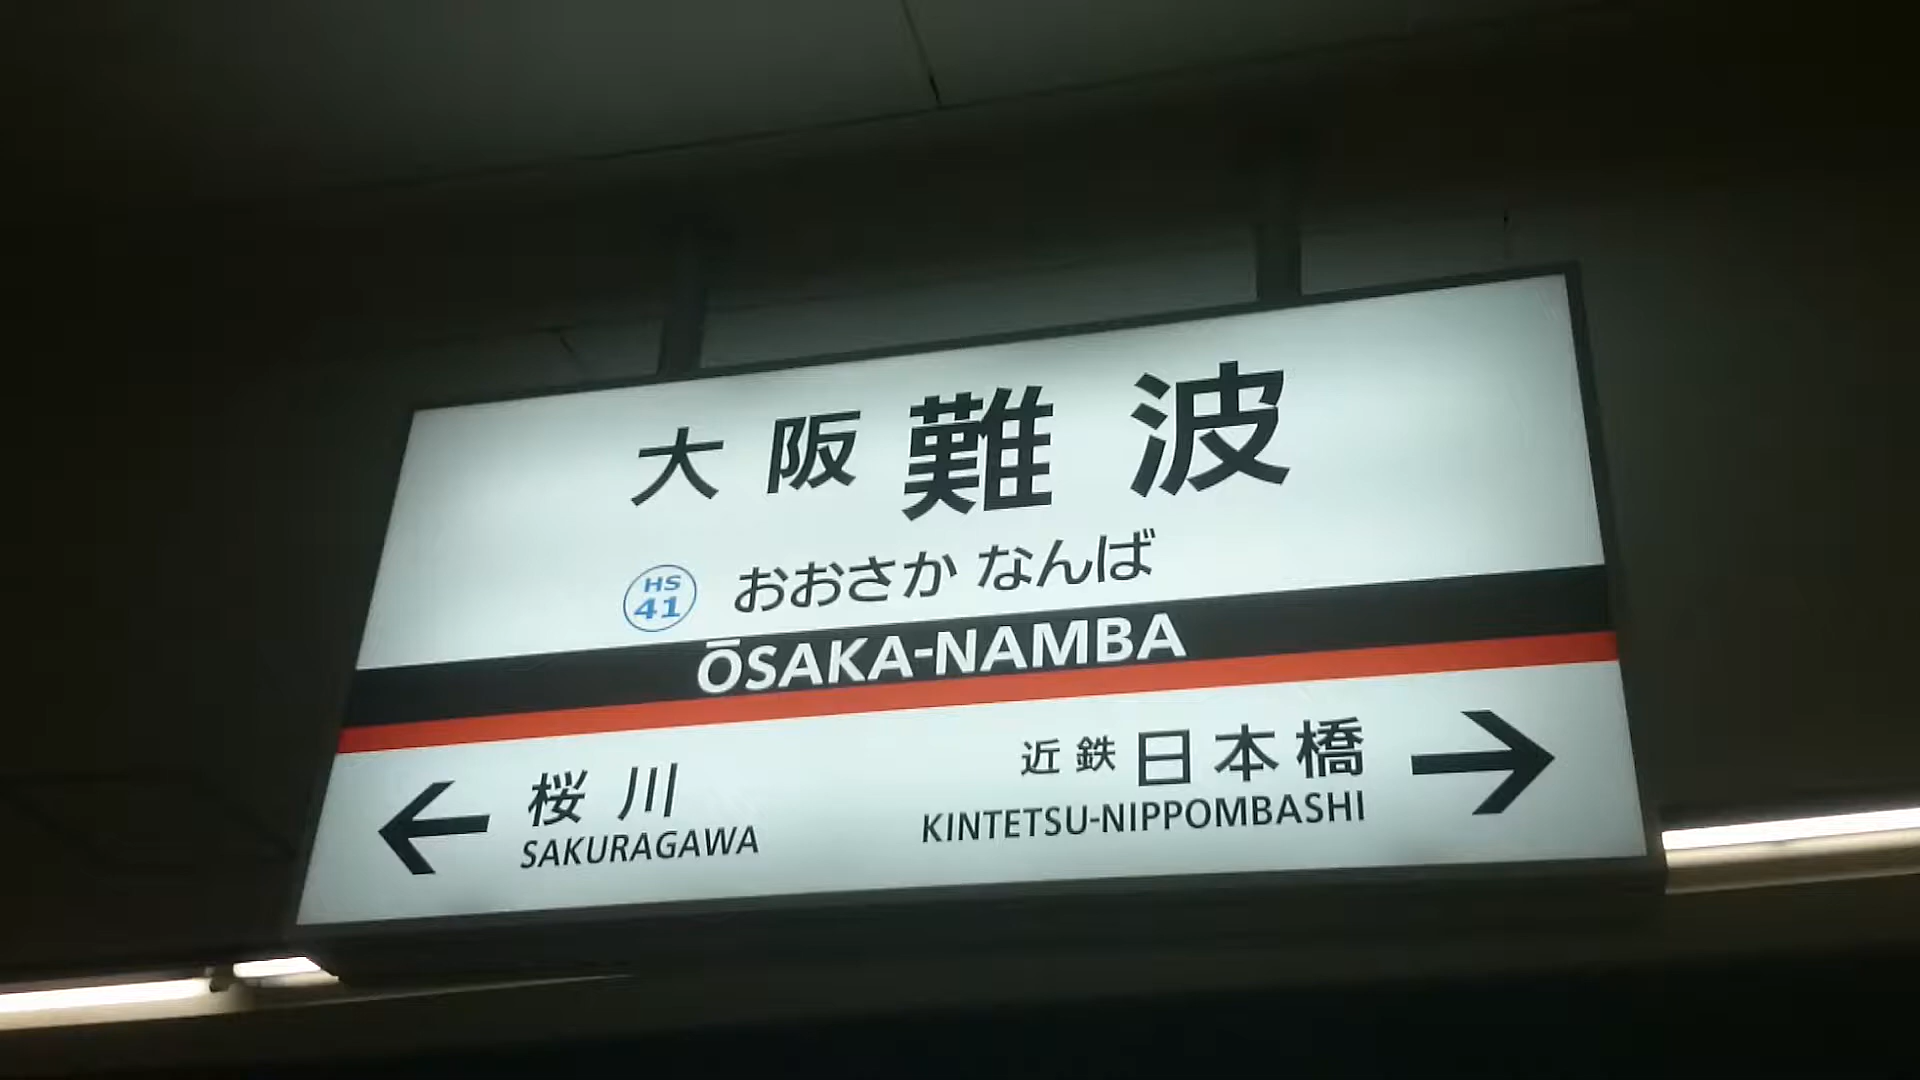 大阪難波
HS
41
おおさか なんば
ŌSAKA-NAMBA
← 桜川
SAKURAGAWA
近鉄日本橋 →
KINTETSU-NIPPOMBASHI